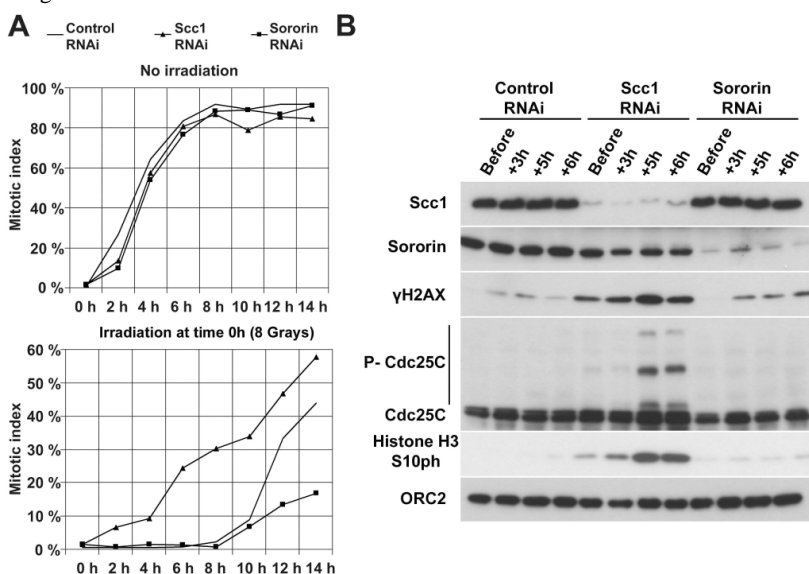 A
Control RNAi
Scc1 RNAi
Sororin RNAi
No irradiation
100 %
80 %
60 %
40 %
20 %
0 %
Mitotic index
0 h 2 h 4 h 6 h 8 h 10 h 12 h 14 h
Irradiation at time 0h (8 Grays)
60 %
50 %
40 %
30 %
20 %
10 %
0 %
Mitotic index
0 h 2 h 4 h 6 h 8 h 10 h 12 h 14 h
B
Control RNAi
Scc1 RNAi
Sororin RNAi
Before +3h +5h +6h Before +3h +5h +6h Before +3h +5h +6h
Scc1
Sororin
γH2AX
P- Cdc25C
Cdc25C
Histone H3
S10ph
ORC2